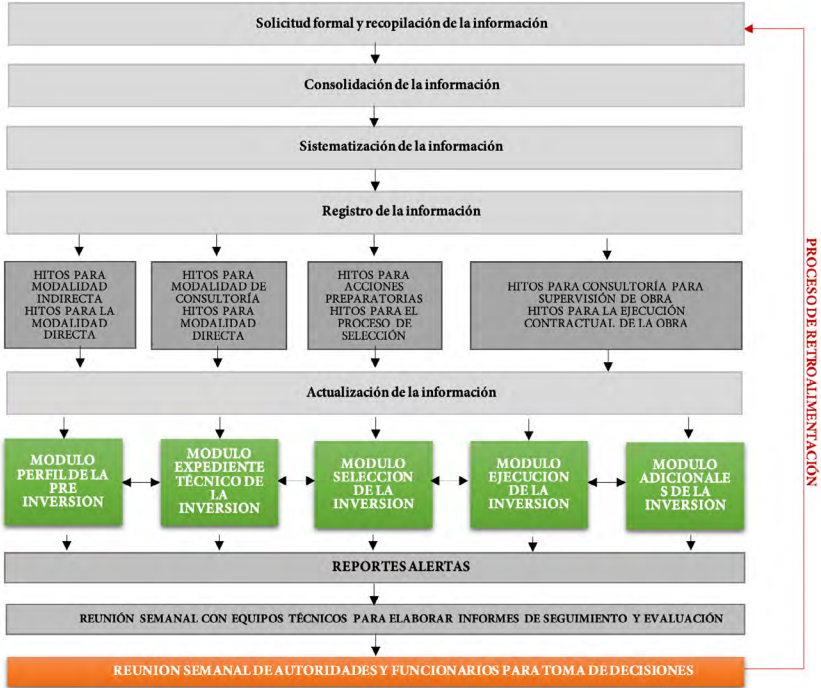 Solicitud formal y recopilación de la información
Consolidación de la información
Sistematización de la información
Registro de la información
HITOS PARA
MODALIDAD
INDIRECTA
HITOS PARA LA
MODALIDAD
DIRECTA
HITOS PARA
MODALIDAD DE
CONSULTORÍA
HITOS PARA
MODALIDAD
DIRECTA
HITOS PARA
ACCIONES
PREPARATORIAS
HITOS PARA EL
PROCESO DE
SELECCIÓN
HITOS PARA CONSULTORÍA PARA
SUPERVISIÓN DE OBRA
HITOS PARA LA EJECUCIÓN
CONTRACTUAL DE LA OBRA
Actualización de la información
MODULO
PERFIL DE LA
PRE
INVERSION
MODULO
EXPEDIENTE
TÉCNICO DE
LA
INVERSION
MODULO
SELECCIÓN
DE LA
INVERSION
MODULO
EJECUCION
DE LA
INVERSION
MODULO
ADICIONALE
S DE LA
INVERSIÓN
REPORTES ALERTAS
REUNIÓN SEMANAL CON EQUIPOS TÉCNICOS PARA ELABORAR INFORMES DE SEGUIMIENTO Y EVALUACIÓN
REUNION SEMANAL DE AUTORIDADES Y FUNCIONARIOS PARA TOMA DE DECISIONES
PROCESO DE RETROALIMENTACIÓN